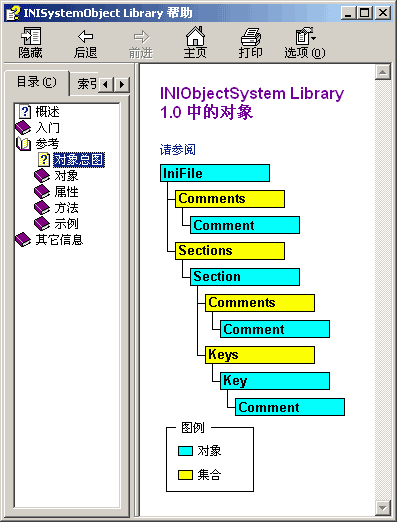 INISystemObject Library 帮助
隐藏 后退 前进 主页 打印 选项(O)
目录(C) 索引
概述
入门
参考
对象总图
对象
属性
方法
示例
其它信息
INIObjectSystem Library
1.0 中的对象
请参阅
IniFile
Comments
Comment
Sections
Section
Comments
Comment
Keys
Key
Comment
图例
对象
集合